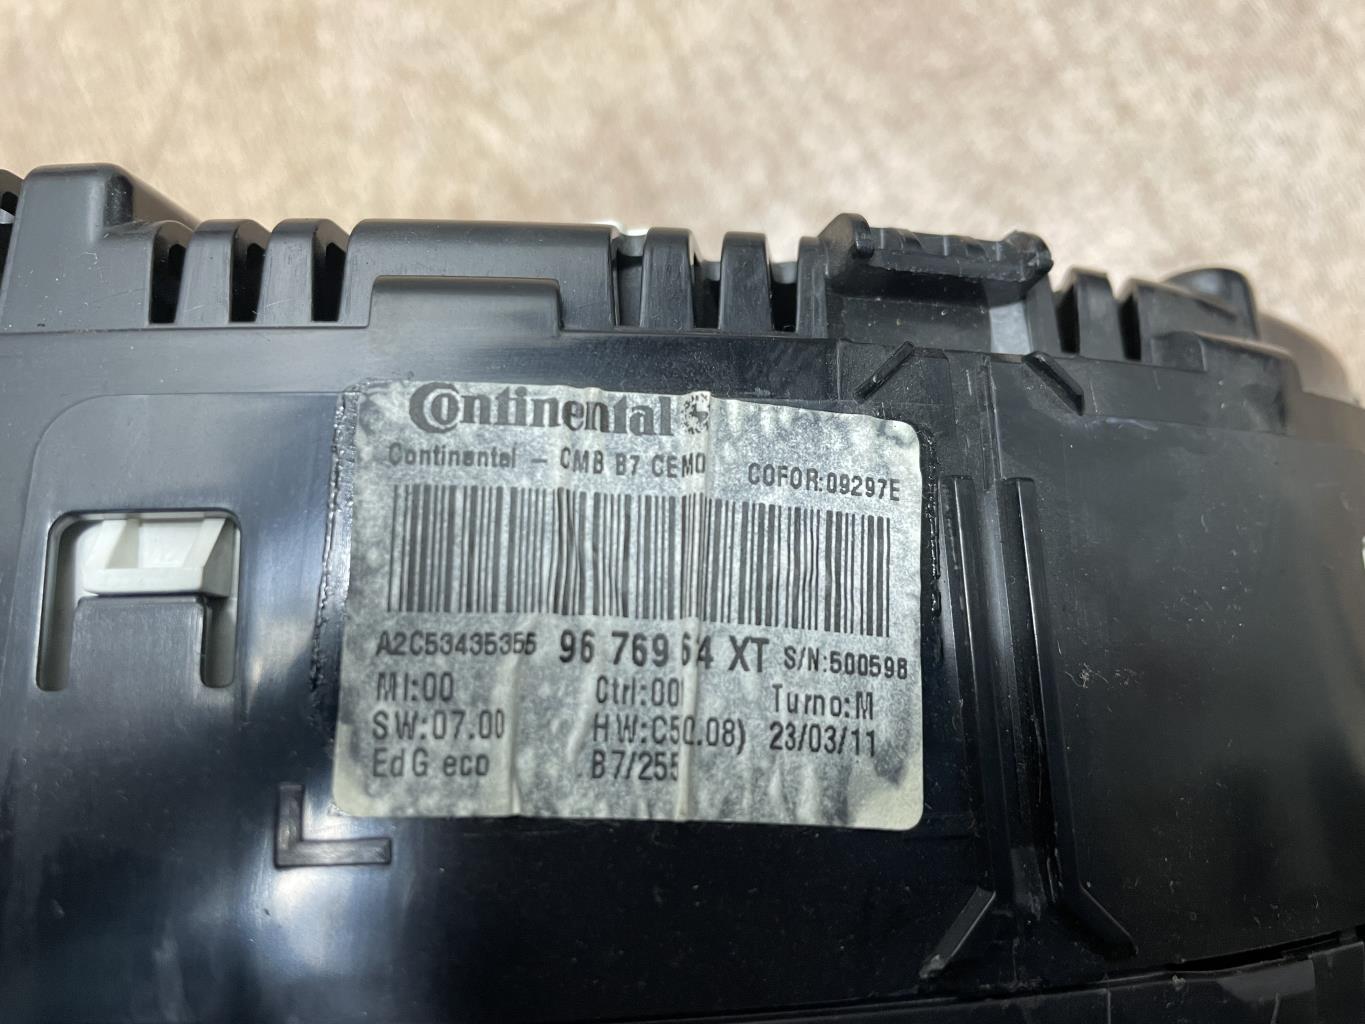 Continental
Continental - CMB B7 CEMO COFOR:09297E
A2C53435355 96 769 64 XT S/N:500598
MI:00 Ctrl:00 Turno:M
SW:07.00 HW:C5(.08) 23/03/11
EdG eco B7/255